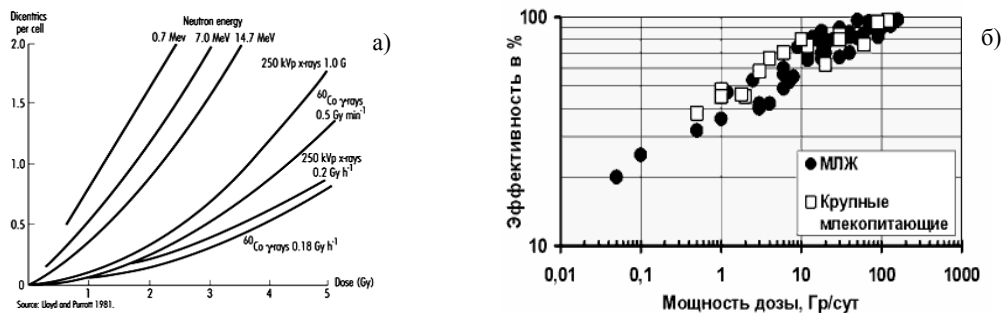 Dicentrics
per cell
2.0
1.5
1.0
0.5
0
Neutron energy
0.7 Mev
7.0 MeV
14.7 MeV
а)
250 kVp x-rays 1.0 G
60Co γ-rays
0.5 Gy min-1
250 kVp x-rays
0.2 Gy h-1
60Co γ-rays 0.18 Gy h-1
1
2
3
4
5
Dose (Gy)
Source: Lloyd and Purrott 1981.
б)
Эффективность в %
100
10
МЛЖ
Крупные
млекопитающие
0,01
0,1
1
10
100
1000
Мощность дозы, Гр/сут